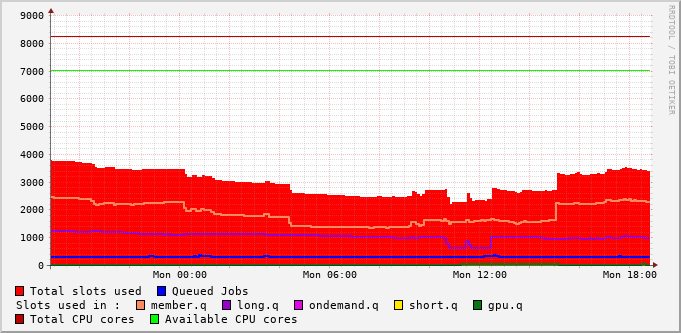 9000
8000
7000
6000
5000
4000
3000
2000
1000
0
Mon 00:00 Mon 06:00 Mon 12:00 Mon 18:00
Total slots used Queued Jobs
Slots used in : member.q long.q ondemand.q short.q gpu.q
Total CPU cores Available CPU cores
RRDTOOL / TOBI OETIKER